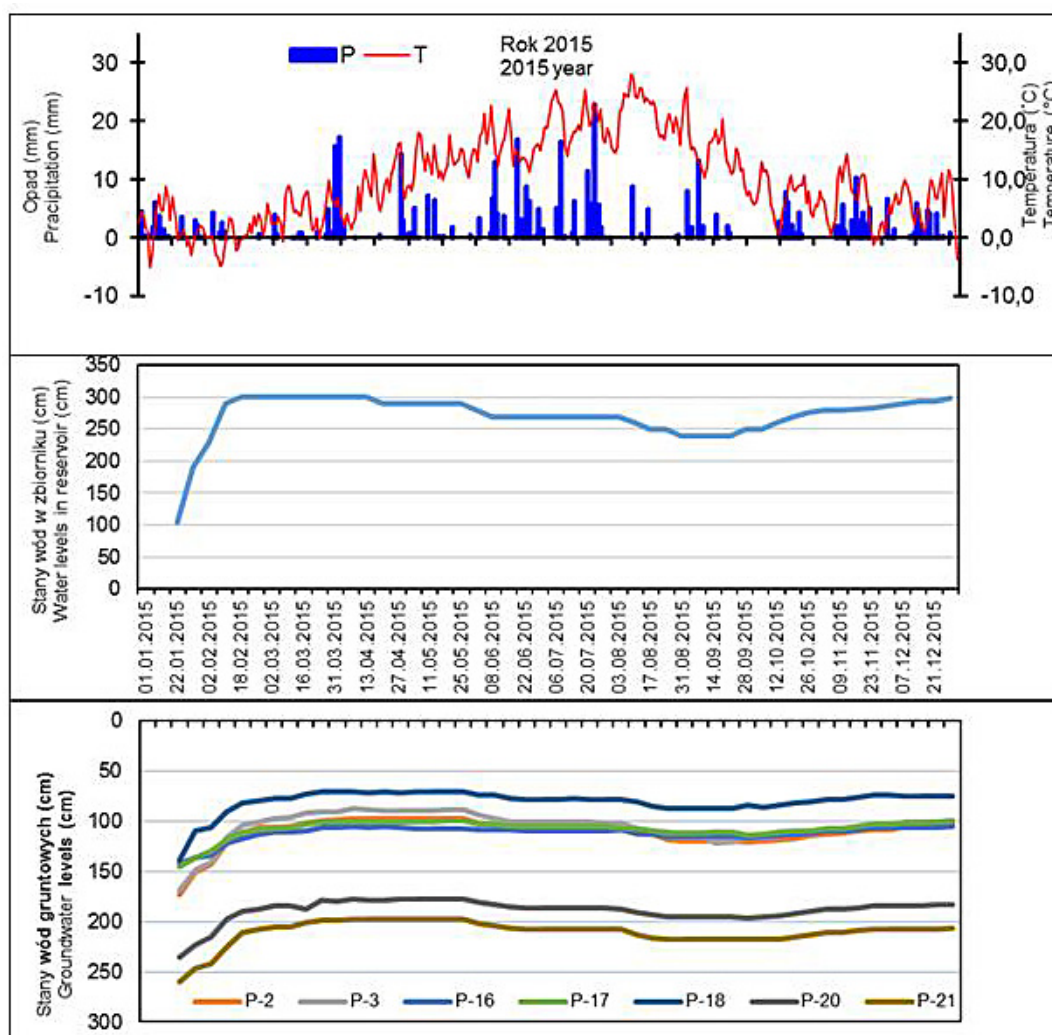 Rok 2015
2015 year
P
T
Opad (mm)
Pracipitation (mm)
30
20
10
0
-10
30,0
20,0
10,0
0,0
-10,0
Temperatura (°C)
Temperature (°C)
Stany wód w zbiorniku (cm)
Water levels in reservoir (cm)
350
300
250
200
150
100
50
0
01.01.2015
22.01.2015
02.02.2015
18.02.2015
02.03.2015
16.03.2015
31.03.2015
13.04.2015
27.04.2015
11.05.2015
25.05.2015
08.06.2015
22.06.2015
06.07.2015
20.07.2015
03.08.2015
17.08.2015
31.08.2015
14.09.2015
28.09.2015
12.10.2015
26.10.2015
09.11.2015
23.11.2015
07.12.2015
21.12.2015
Stany wód gruntowych (cm)
Groundwater levels (cm)
0
50
100
150
200
250
300
P-2
P-3
P-16
P-17
P-18
P-20
P-21